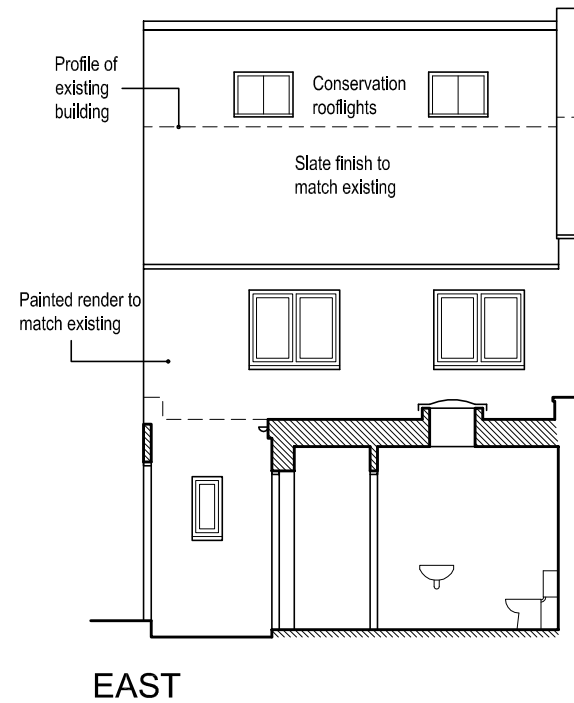 Profile of
existing
building
Conservation
rooflights
Slate finish to
match existing
Painted render to
match existing
EAST